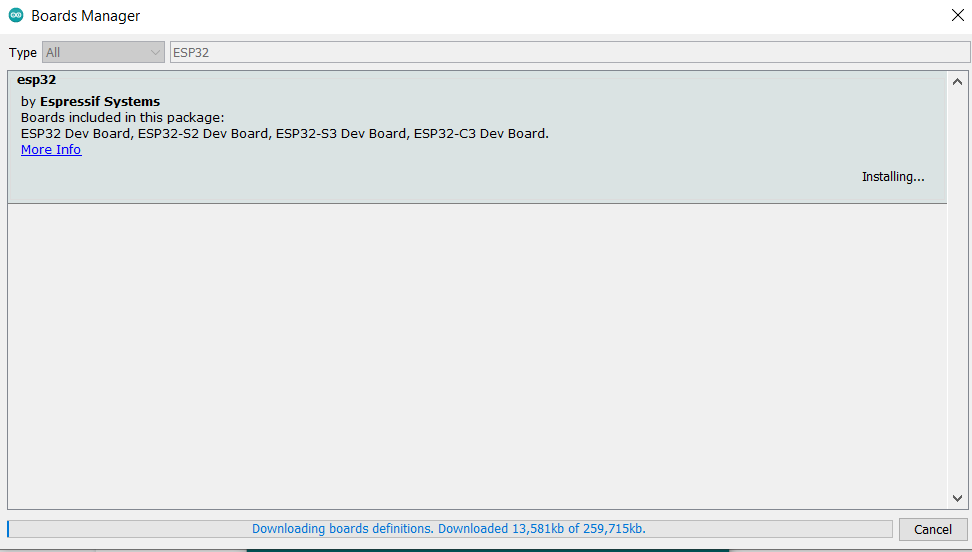 Boards Manager
Type All ESP32
esp32
by Espressif Systems
Boards included in this package:
ESP32 Dev Board, ESP32-S2 Dev Board, ESP32-S3 Dev Board, ESP32-C3 Dev Board.
More Info
Installing...
Downloading boards definitions. Downloaded 13,581kb of 259,715kb.
Cancel